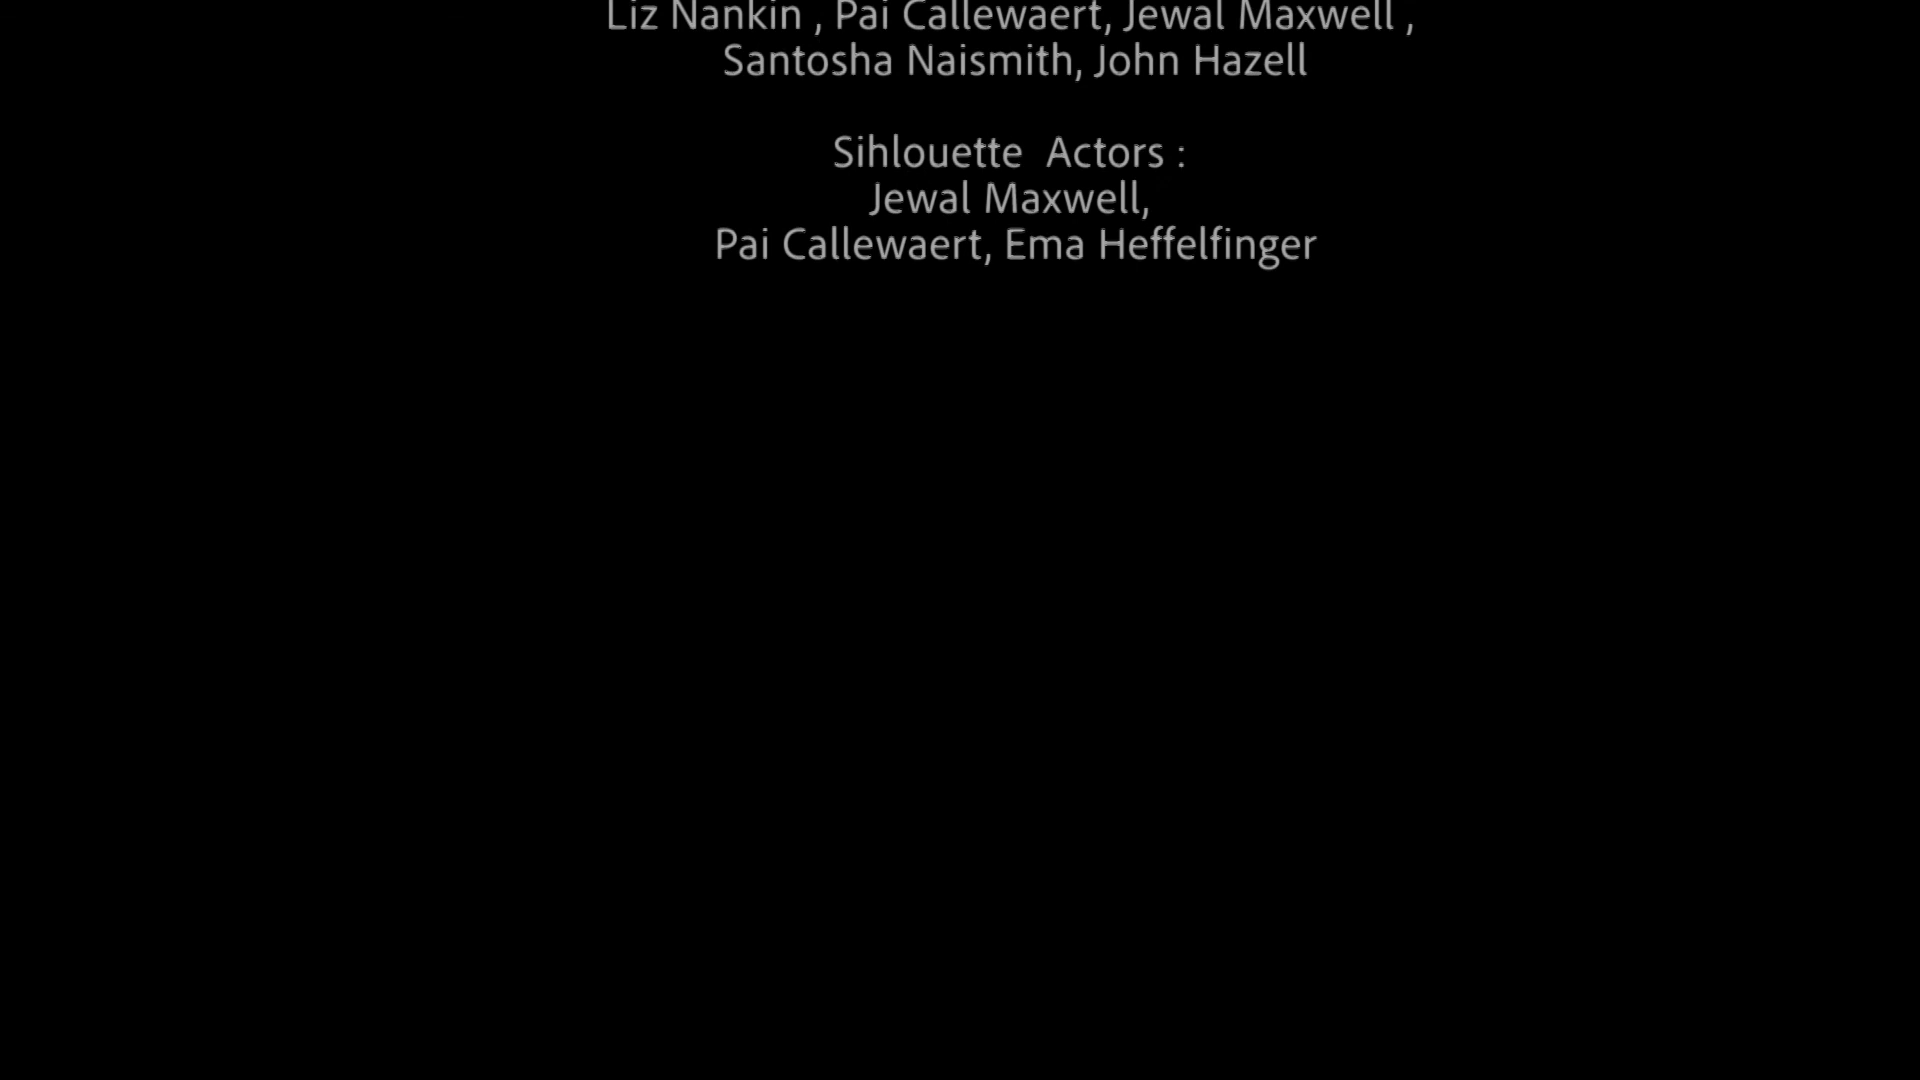 Liz Nankin , Pai Callewaert, Jewal Maxwell ,
Santosha Naismith, John Hazell
Sihlouette  Actors :
Jewal Maxwell,
Pai Callewaert, Ema Heffelfinger